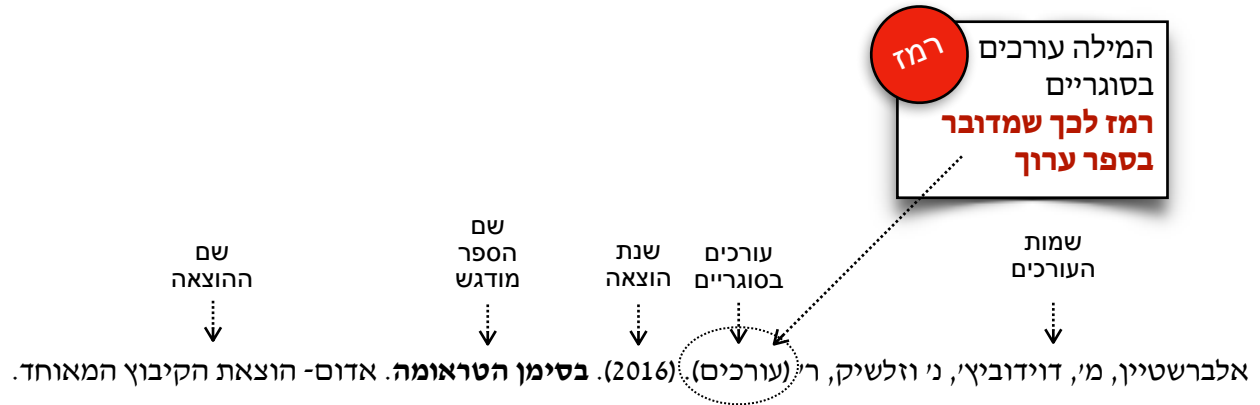 רמז
המילה עורכים
בסוגריים
רמז לכך שמדובר
בספר ערוך
שמות
העורכים
עורכים
בסוגריים
שנת
הוצאה
שם
הספר
מודגש
שם
ההוצאה
אלברשטיין, מ', דוידוביץ', נ' וזלשיק, ר' (עורכים). (2016). בסימן הטראומה. אדום- הוצאת הקיבוץ המאוחד.